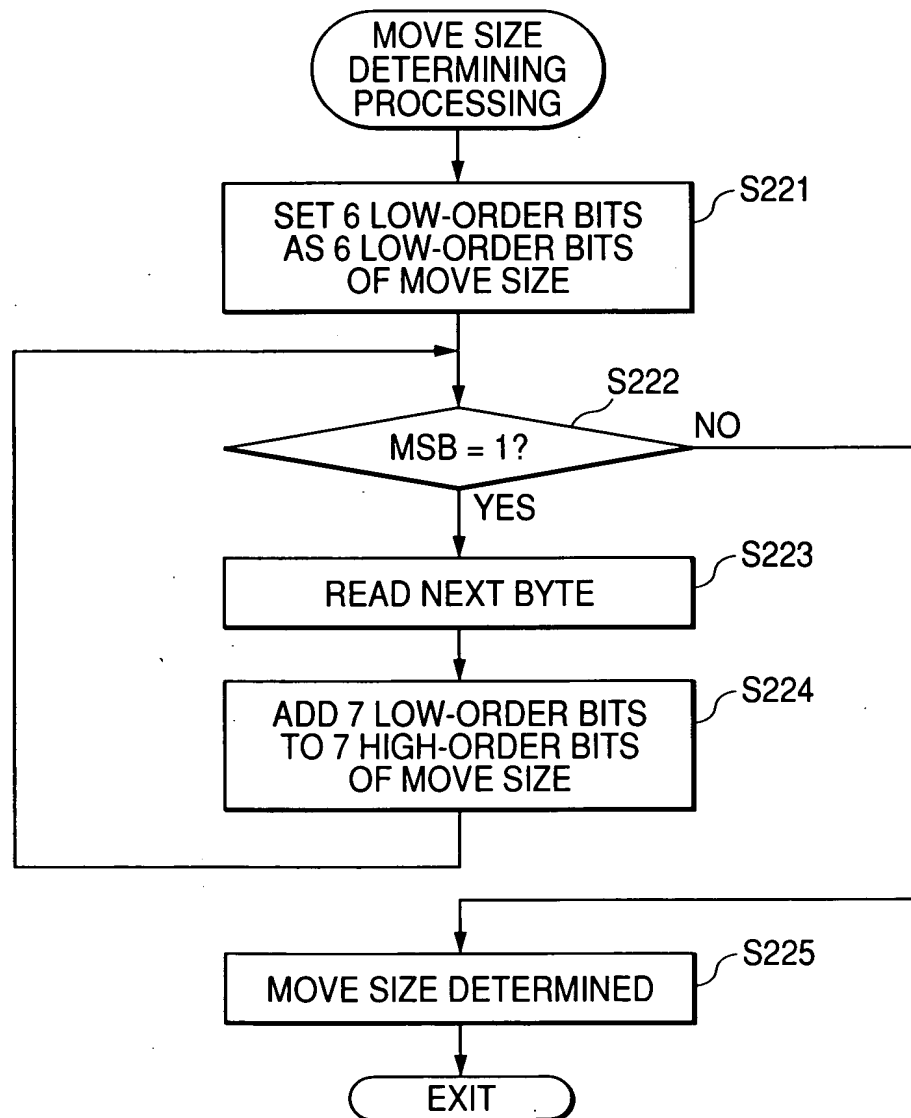 MOVE SIZE
DETERMINING
PROCESSING
S221
SET 6 LOW-ORDER BITS
AS 6 LOW-ORDER BITS
OF MOVE SIZE
S222
MSB = 1?
NO
YES
S223
READ NEXT BYTE
S224
ADD 7 LOW-ORDER BITS
TO 7 HIGH-ORDER BITS
OF MOVE SIZE
S225
MOVE SIZE DETERMINED
EXIT